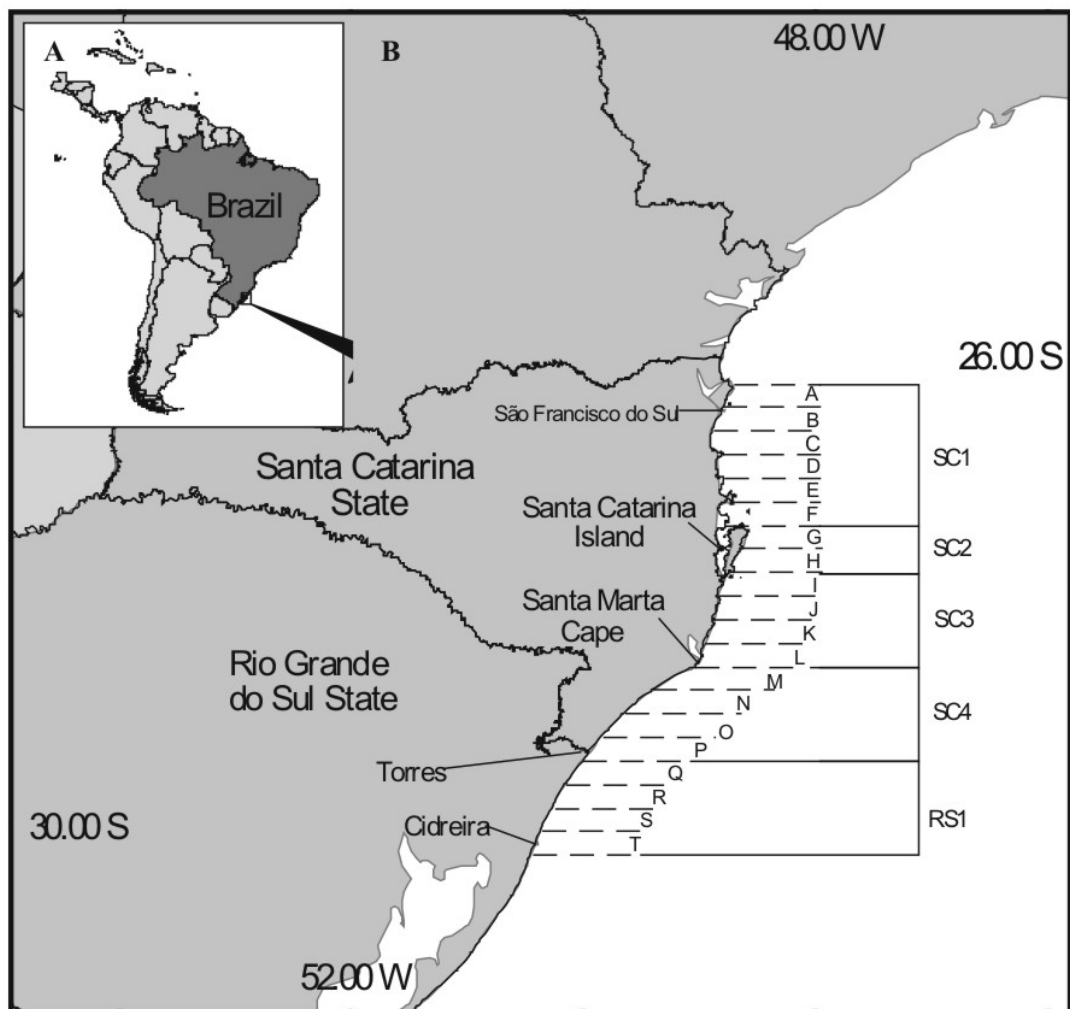 A
B
48.00 W
Brazil
26.00 S
A
São Francisco do Sul
B
C
SC1
D
Santa Catarina
State
E
Santa Catarina
Island
F
G
SC2
H
I
Santa Marta
Cape
J
SC3
K
L
Rio Grande
do Sul State
M
N
SC4
O
P
Torres
Q
R
30.00 S
Cidreira
S
RS1
T
52.00 W